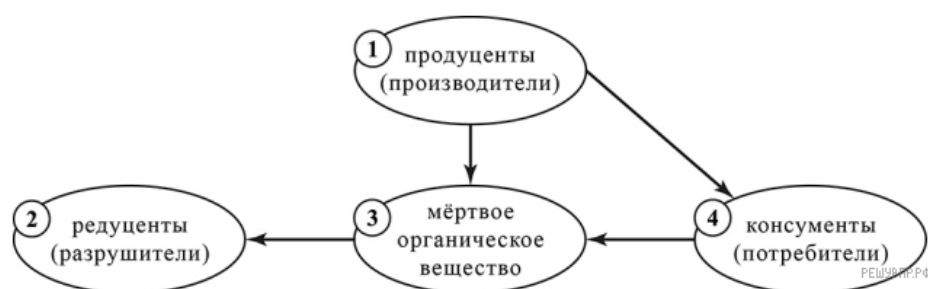 1
продуценты
(производители)
2
редуценты
(разрушители)
3
мёртвое
органическое
вещество
4
консументы
(потребители)
РЕШУВПР.РФ